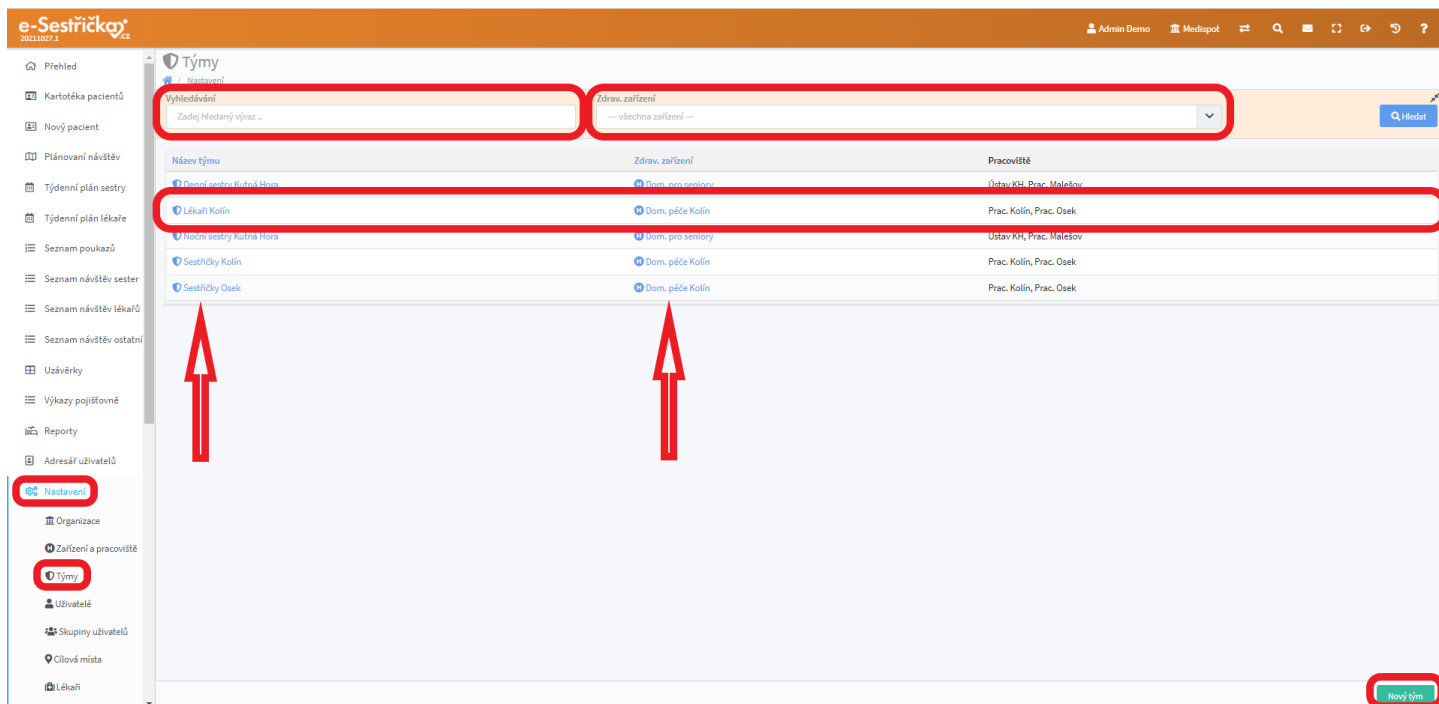 e-Sestřička.cz
20211027.1
Admin Demo
Medispot
?
Přehled
Kartotéka pacientů
Nový pacient
Plánovaní návštěv
Týdenní plán sestry
Týdenní plán lékaře
Seznam poukazů
Seznam návštěv sester
Seznam návštěv lékařů
Seznam návštěv ostatní
Uzávěrky
Výkazy pojišťovně
Reporty
Adresář uživatelů
Nastavení
Organizace
Zařízení a pracoviště
Týmy
Uživatelé
Skupiny uživatelů
Cílová místa
Lékaři
Týmy
/ Nastavení
Vyhledávání
Zadej hledaný výraz ..
Zdrav. zařízení
--- všechna zařízení ---
Hledat
Název týmu Zdrav. zařízení Pracoviště
Denní sestry Kutná Hora Dom. pro seniory Ústav KH, Prac. Malešov
Lékaři Kolín Dom. péče Kolín Prac. Kolín, Prac. Osek
Noční sestry Kutná Hora Dom. pro seniory Ústav KH, Prac. Malešov
Sestřičky Kolín Dom. péče Kolín Prac. Kolín, Prac. Osek
Sestřičky Osek Dom. péče Kolín Prac. Kolín, Prac. Osek
Nový tým